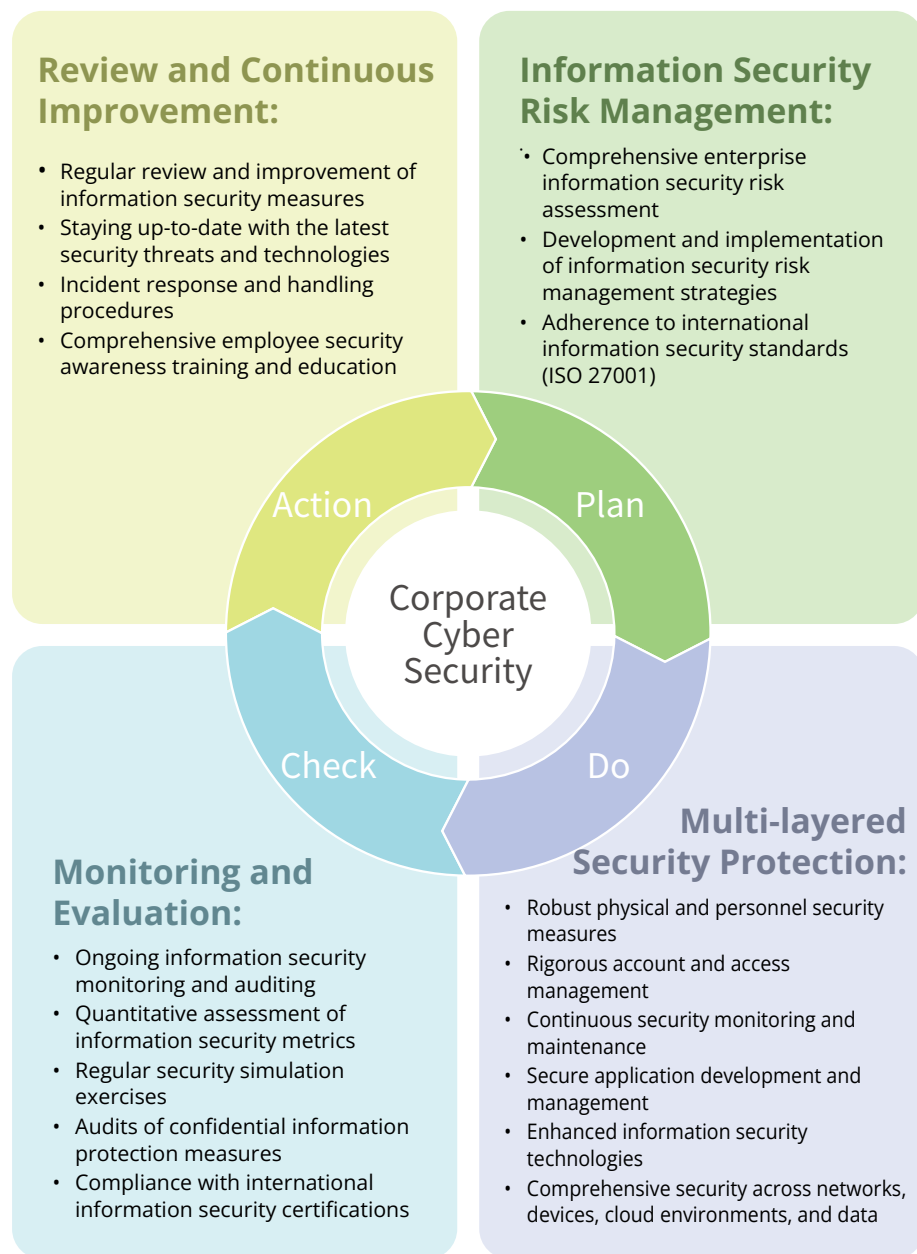 Review and Continuous
Improvement:
• Regular review and improvement of
information security measures
• Staying up-to-date with the latest
security threats and technologies
• Incident response and handling
procedures
• Comprehensive employee security
awareness training and education
Information Security
Risk Management:
• Comprehensive enterprise
information security risk
assessment
• Development and implementation
of information security risk
management strategies
• Adherence to international
information security standards
(ISO 27001)
Action
Plan
Corporate
Cyber
Security
Check
Do
Monitoring and
Evaluation:
• Ongoing information security
monitoring and auditing
• Quantitative assessment of
information security metrics
• Regular security simulation
exercises
• Audits of confidential information
protection measures
• Compliance with international
information security certifications
Multi-layered
Security Protection:
• Robust physical and personnel security
measures
• Rigorous account and access
management
• Continuous security monitoring and
maintenance
• Secure application development and
management
• Enhanced information security
technologies
• Comprehensive security across networks,
devices, cloud environments, and data